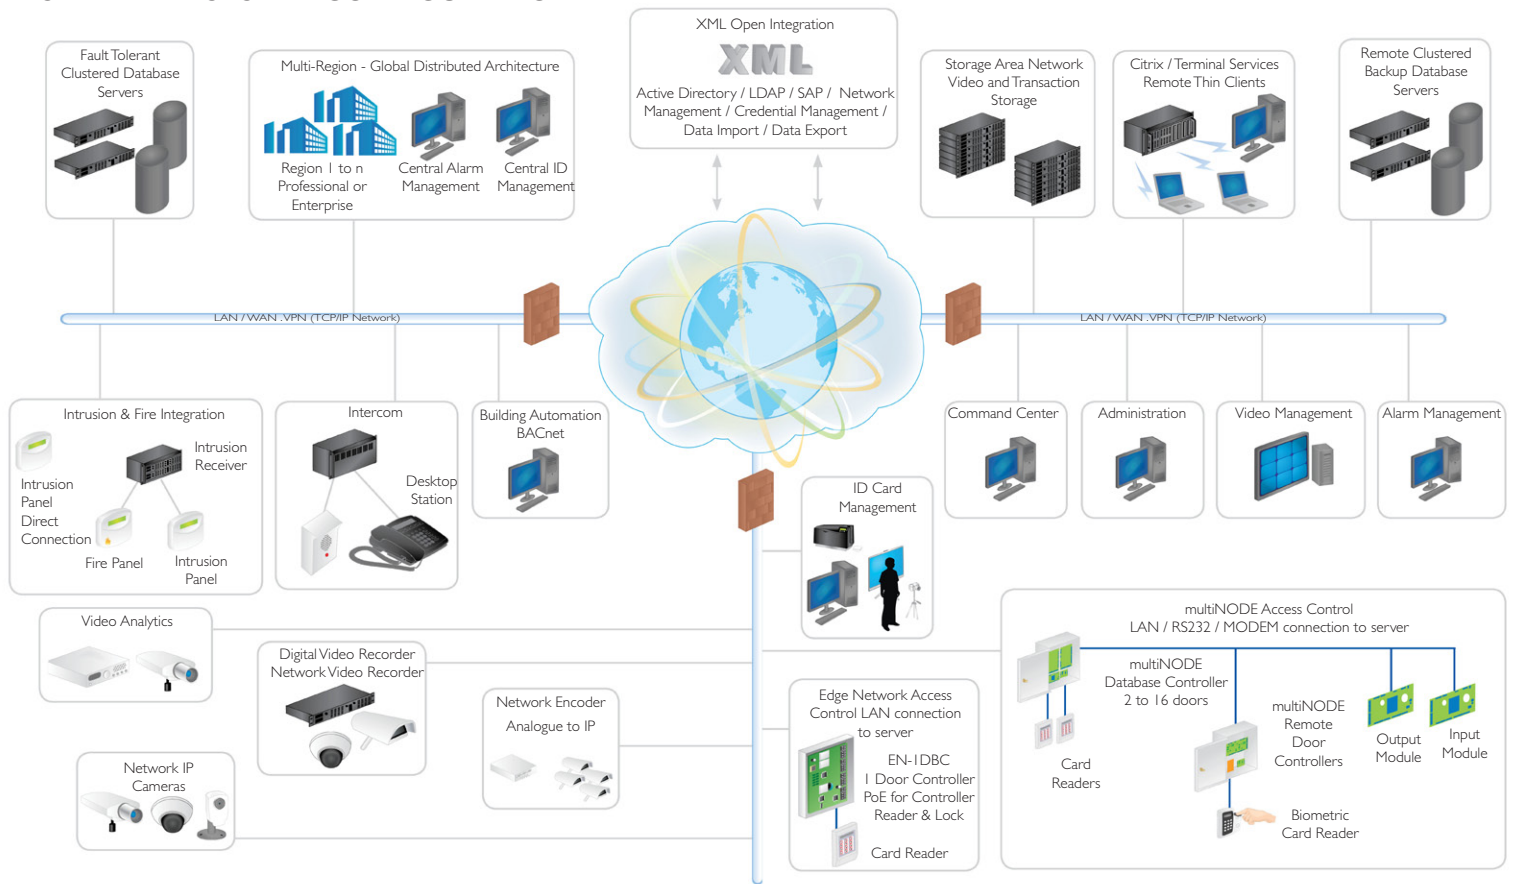 XML Open Integration
XML
Active Directory / LDAP / SAP / Network
Management / Credential Management /
Data Import / Data Export
Fault Tolerant
Clustered Database
Servers
Multi-Region - Global Distributed Architecture
Region 1 to n
Professional or
Enterprise
Central Alarm
Management
Central ID
Management
Storage Area Network
Video and Transaction
Storage
Citrix / Terminal Services
Remote Thin Clients
Remote Clustered
Backup Database
Servers
LAN / WAN .VPN (TCP/IP Network)
LAN / WAN .VPN (TCP/IP Network)
Intrusion & Fire Integration
Intrusion
Receiver
Intrusion
Panel
Direct
Connection
Fire Panel
Intrusion
Panel
Intercom
Desktop
Station
Building Automation
BACnet
Command Center
Administration
Video Management
Alarm Management
ID Card
Management
Video Analytics
Digital Video Recorder
Network Video Recorder
Network Encoder
Analogue to IP
Network IP
Cameras
Edge Network Access
Control LAN connection
to server
EN-1DBC
1 Door Controller
PoE for Controller
Reader & Lock
Card Reader
multiNODE Access Control
LAN / RS232 / MODEM connection to server
multiNODE
Database Controller
2 to 16 doors
Card
Readers
multiNODE
Remote
Door
Controllers
Output
Module
Input
Module
Biometric
Card Reader